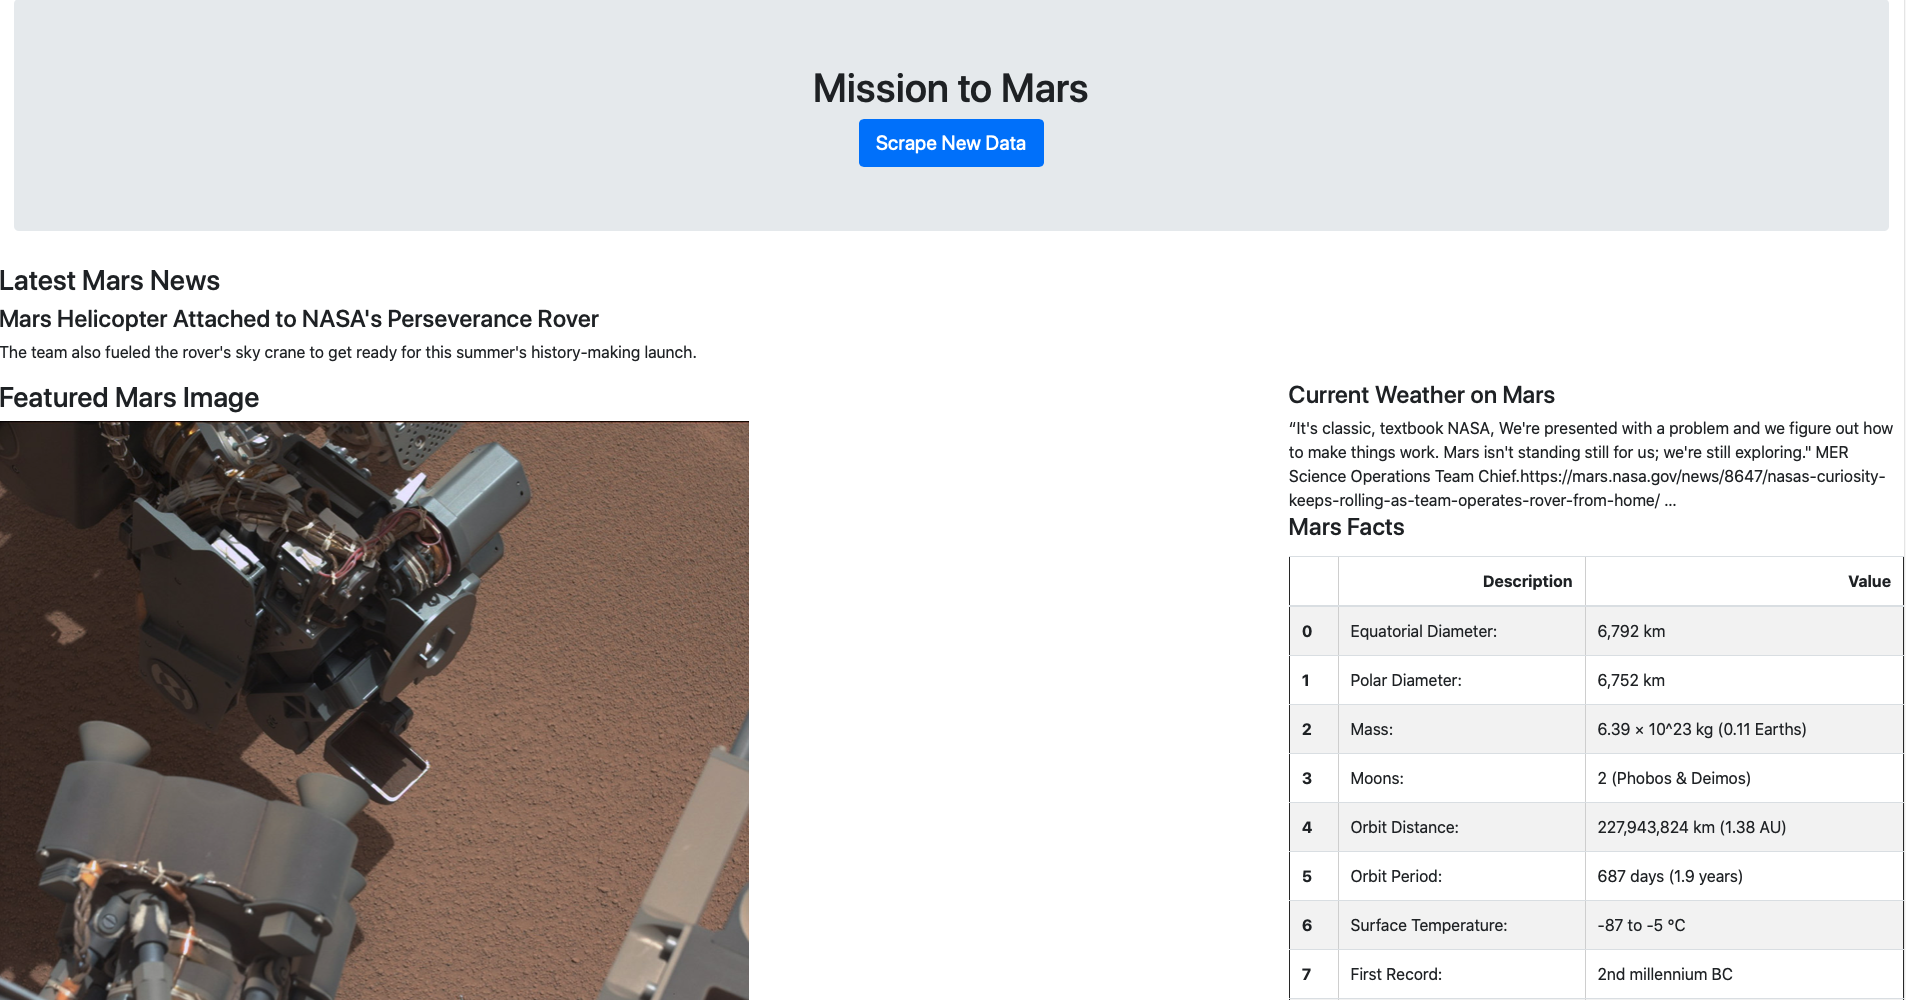 Mission to Mars
Scrape New Data
Latest Mars News
Mars Helicopter Attached to NASA's Perseverance Rover
The team also fueled the rover's sky crane to get ready for this summer's history-making launch.
Featured Mars Image
Current Weather on Mars
“It's classic, textbook NASA, We're presented with a problem and we figure out how
to make things work. Mars isn't standing still for us; we're still exploring." MER
Science Operations Team Chief.https://mars.nasa.gov/news/8647/nasas-curiosity-
keeps-rolling-as-team-operates-rover-from-home/ ...
Mars Facts
Description Value
0 Equatorial Diameter: 6,792 km
1 Polar Diameter: 6,752 km
2 Mass: 6.39 × 10^23 kg (0.11 Earths)
3 Moons: 2 (Phobos & Deimos)
4 Orbit Distance: 227,943,824 km (1.38 AU)
5 Orbit Period: 687 days (1.9 years)
6 Surface Temperature: -87 to -5 °C
7 First Record: 2nd millennium BC